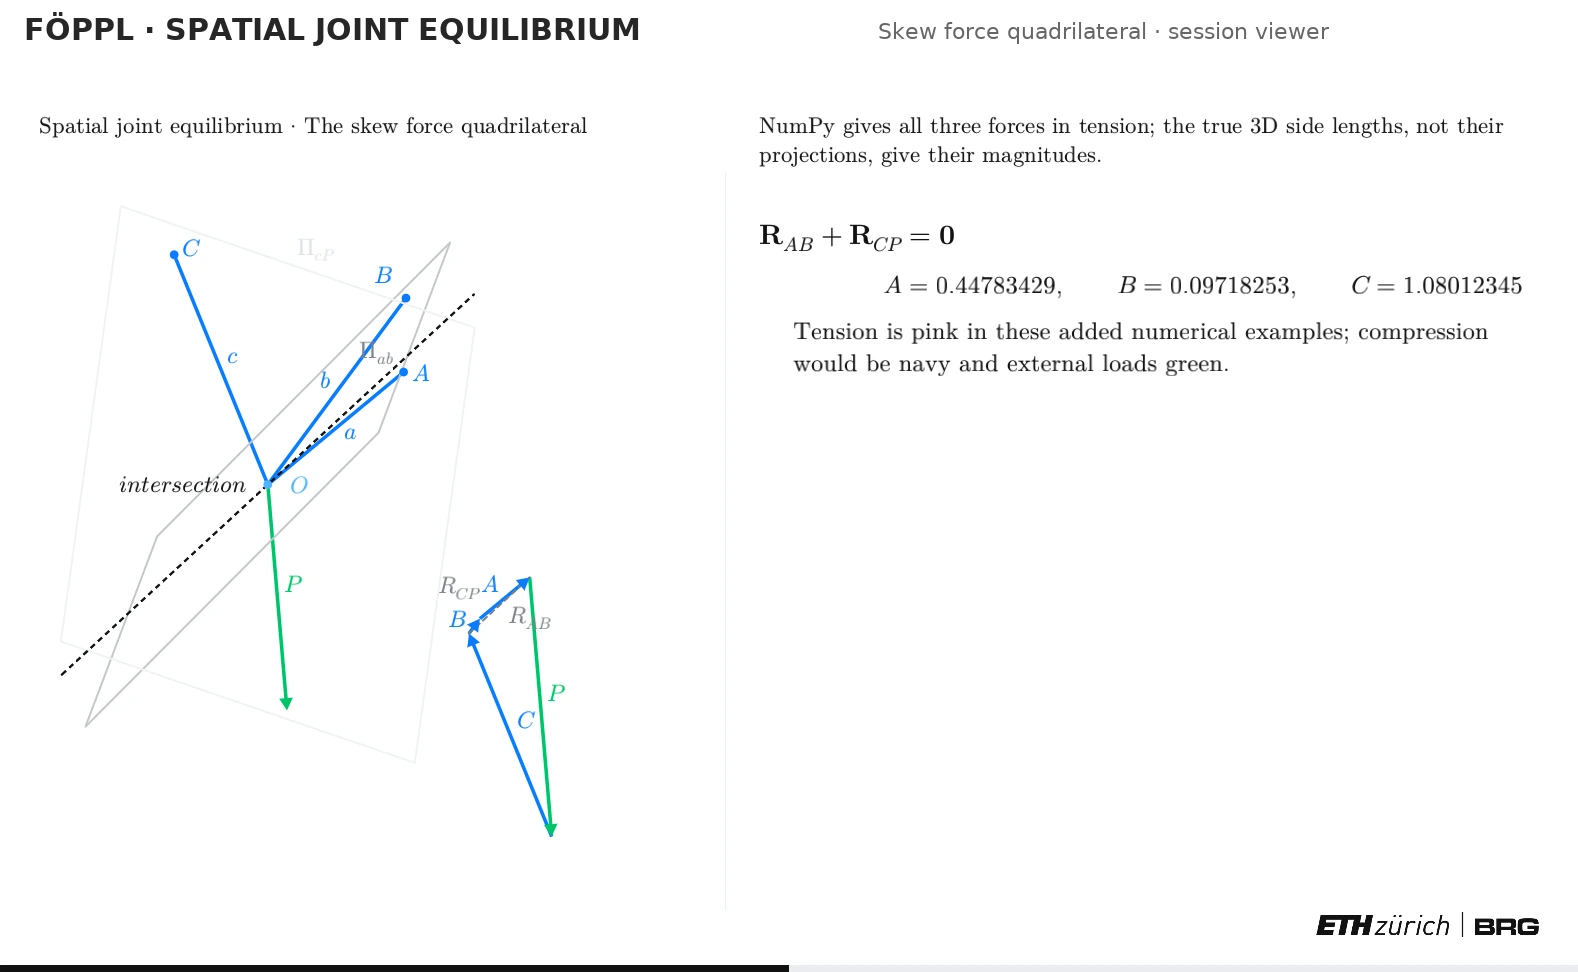 FÖPPL · SPATIAL JOINT EQUILIBRIUM
Skew force quadrilateral · session viewer
Spatial joint equilibrium · The skew force quadrilateral
C
Π_cP
B
Π_ab
c
b
A
a
intersection
O
P
R_CP
A
B
R_AB
P
C
NumPy gives all three forces in tension; the true 3D side lengths, not their
projections, give their magnitudes.
R_AB + R_CP = 0
A = 0.44783429, B = 0.09718253, C = 1.08012345
Tension is pink in these added numerical examples; compression
would be navy and external loads green.
ETH zürich | BRG